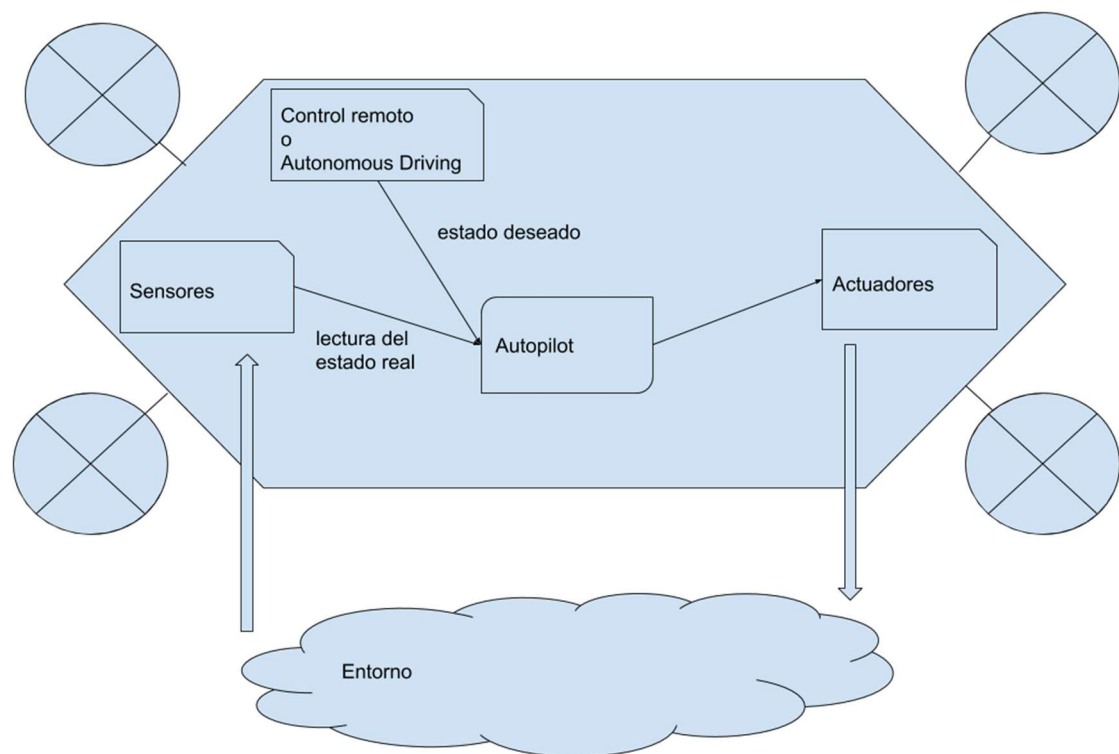 Control remoto
o
Autonomous Driving
estado deseado
Sensores
Actuadores
lectura del
estado real
Autopilot
Entorno